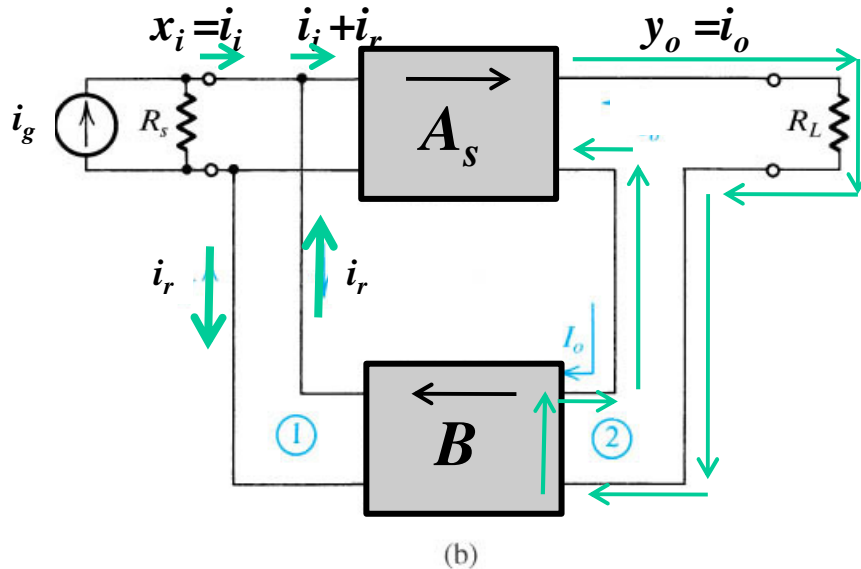 x_i = i_i    i_i + i_r    y_o = i_o
i_g    R_s    A_s    R_L
i_r    i_r
I_o
1    B    2
(b)